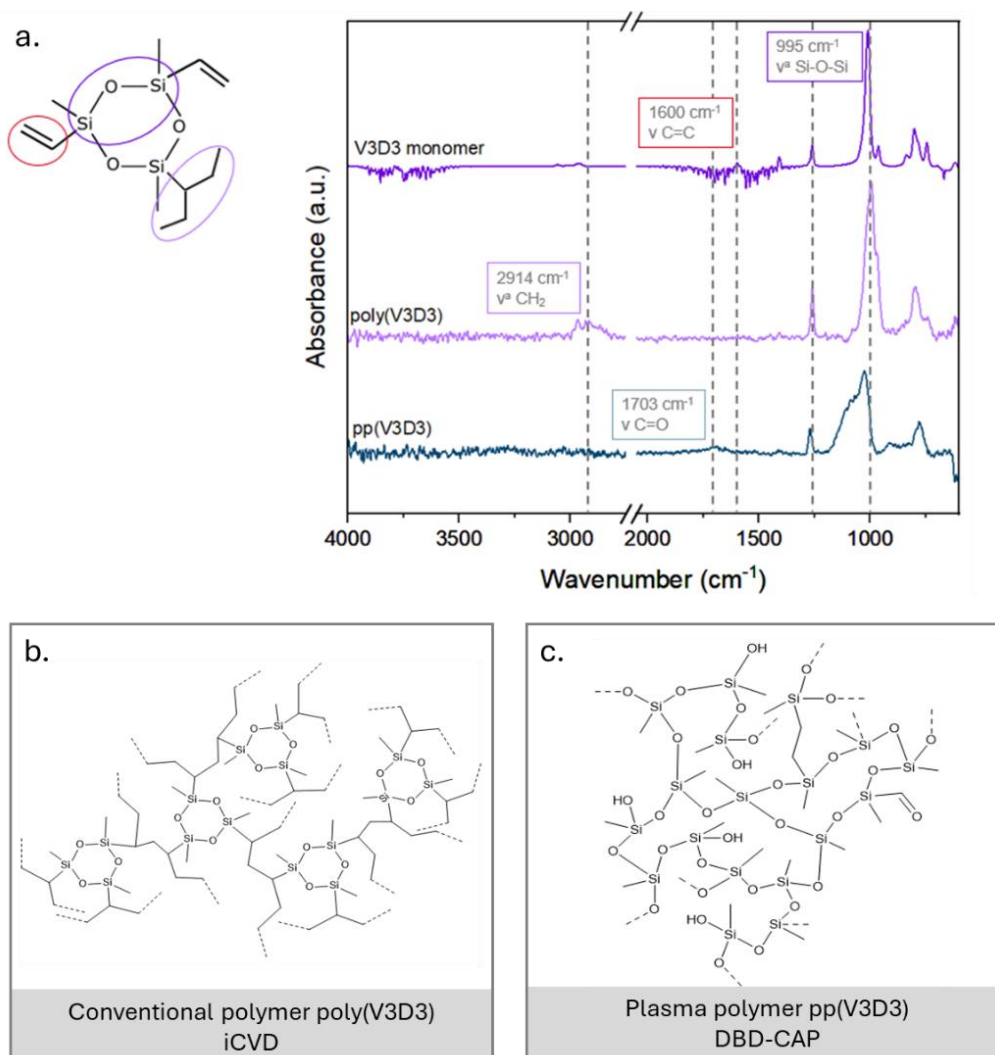 a.
Si
O
Si
O
O
Si
995 cm⁻¹
νᵃ Si-O-Si
1600 cm⁻¹
ν C=C
V3D3 monomer
2914 cm⁻¹
νᵃ CH₂
poly(V3D3)
1703 cm⁻¹
ν C=O
pp(V3D3)
Absorbance (a.u.)
4000 3500 3000 2000 1500 1000
Wavenumber (cm⁻¹)
b.
Conventional polymer poly(V3D3)
iCVD
c.
OH
HO
OH
OH
HO
Plasma polymer pp(V3D3)
DBD-CAP